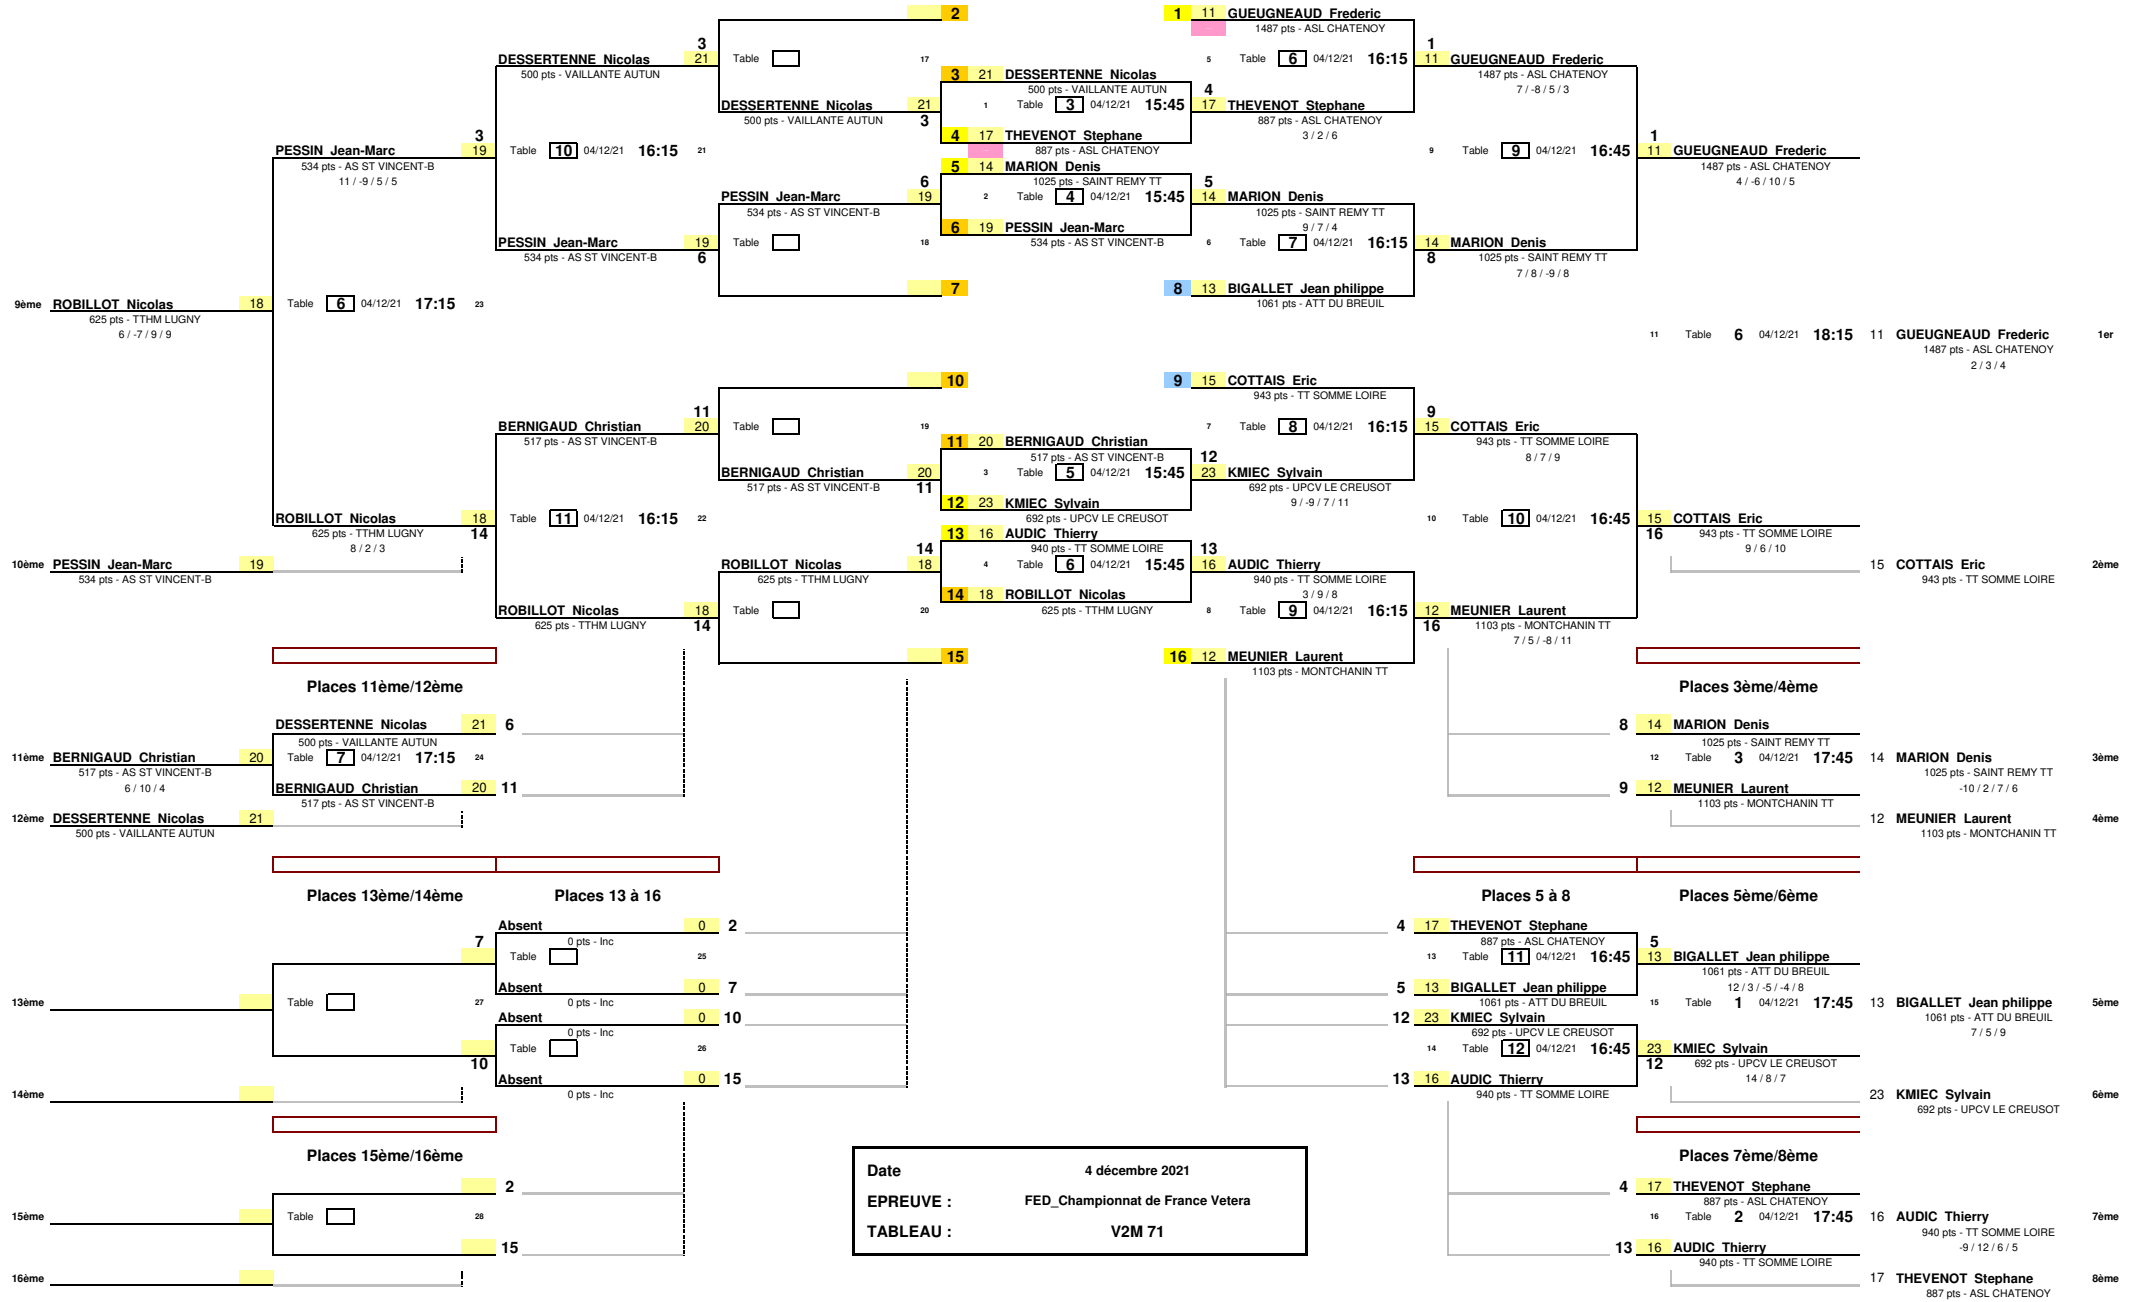 2
1 11 GUEUGNEAUD Frederic
1487 pts - ASL CHATENOY
3
DESSERTENNE Nicolas 21
500 pts - VAILLANTE AUTUN
Table 17
5 Table 6 04/12/21 16:15
1
11 GUEUGNEAUD Frederic
1487 pts - ASL CHATENOY
7 / -8 / 5 / 3
3 21 DESSERTENNE Nicolas
500 pts - VAILLANTE AUTUN
DESSERTENNE Nicolas 21
500 pts - VAILLANTE AUTUN
3
1 Table 3 04/12/21 15:45
4
17 THEVENOT Stephane
887 pts - ASL CHATENOY
3 / 2 / 6
4 17 THEVENOT Stephane
887 pts - ASL CHATENOY
3
PESSIN Jean-Marc 19
534 pts - AS ST VINCENT-B
11 / -9 / 5 / 5
Table 10 04/12/21 16:15 21
9 Table 9 04/12/21 16:45
1
11 GUEUGNEAUD Frederic
1487 pts - ASL CHATENOY
4 / -6 / 10 / 5
5 14 MARION Denis
1025 pts - SAINT REMY TT
6
PESSIN Jean-Marc 19
534 pts - AS ST VINCENT-B
2 Table 4 04/12/21 15:45
5
14 MARION Denis
1025 pts - SAINT REMY TT
9 / 7 / 4
6 19 PESSIN Jean-Marc
534 pts - AS ST VINCENT-B
PESSIN Jean-Marc 19
534 pts - AS ST VINCENT-B
6
Table 18
6 Table 7 04/12/21 16:15
14 MARION Denis
8
1025 pts - SAINT REMY TT
7 / 8 / -9 / 8
7
8 13 BIGALLET Jean philippe
1061 pts - ATT DU BREUIL
9ème ROBILLOT Nicolas 18
625 pts - TTHM LUGNY
6 / -7 / 9 / 9
Table 6 04/12/21 17:15 23
11 Table 6 04/12/21 18:15 11 GUEUGNEAUD Frederic 1er
1487 pts - ASL CHATENOY
2 / 3 / 4
10
9 15 COTTAIS Eric
943 pts - TT SOMME LOIRE
11
BERNIGAUD Christian 20
517 pts - AS ST VINCENT-B
Table 19
7 Table 8 04/12/21 16:15
9
15 COTTAIS Eric
943 pts - TT SOMME LOIRE
8 / 7 / 9
11 20 BERNIGAUD Christian
517 pts - AS ST VINCENT-B
BERNIGAUD Christian 20
517 pts - AS ST VINCENT-B
11
3 Table 5 04/12/21 15:45
12
23 KMIEC Sylvain
692 pts - UPCV LE CREUSOT
9 / -9 / 7 / 11
12 23 KMIEC Sylvain
692 pts - UPCV LE CREUSOT
ROBILLOT Nicolas 18
625 pts - TTHM LUGNY
14
8 / 2 / 3
Table 11 04/12/21 16:15 22
10 Table 10 04/12/21 16:45
15 COTTAIS Eric
16
943 pts - TT SOMME LOIRE
9 / 6 / 10
13 16 AUDIC Thierry
940 pts - TT SOMME LOIRE
10ème PESSIN Jean-Marc 19
534 pts - AS ST VINCENT-B
14
ROBILLOT Nicolas 18
625 pts - TTHM LUGNY
4 Table 6 04/12/21 15:45
13
16 AUDIC Thierry
940 pts - TT SOMME LOIRE
3 / 9 / 8
15 COTTAIS Eric 2ème
943 pts - TT SOMME LOIRE
14 18 ROBILLOT Nicolas
625 pts - TTHM LUGNY
ROBILLOT Nicolas 18
625 pts - TTHM LUGNY
14
Table 20
8 Table 9 04/12/21 16:15
12 MEUNIER Laurent
16
1103 pts - MONTCHANIN TT
7 / 5 / -8 / 11
15
16 12 MEUNIER Laurent
1103 pts - MONTCHANIN TT
Places 11ème/12ème
Places 3ème/4ème
DESSERTENNE Nicolas 21 6
500 pts - VAILLANTE AUTUN
8 14 MARION Denis
1025 pts - SAINT REMY TT
11ème BERNIGAUD Christian 20
517 pts - AS ST VINCENT-B
6 / 10 / 4
Table 7 04/12/21 17:15 24
12 Table 3 04/12/21 17:45 14 MARION Denis 3ème
1025 pts - SAINT REMY TT
-10 / 2 / 7 / 6
BERNIGAUD Christian 20 11
517 pts - AS ST VINCENT-B
9 12 MEUNIER Laurent
1103 pts - MONTCHANIN TT
12ème DESSERTENNE Nicolas 21
500 pts - VAILLANTE AUTUN
12 MEUNIER Laurent 4ème
1103 pts - MONTCHANIN TT
Places 13ème/14ème
Places 13 à 16
Places 5 à 8
Places 5ème/6ème
Absent 0 2
0 pts - Inc
7
Table 25
4 17 THEVENOT Stephane
887 pts - ASL CHATENOY
13 Table 11 04/12/21 16:45
5
13 BIGALLET Jean philippe
1061 pts - ATT DU BREUIL
12 / 3 / -5 / -4 / 8
Absent 0 7
0 pts - Inc
5 13 BIGALLET Jean philippe
1061 pts - ATT DU BREUIL
13ème
Table 27
15 Table 1 04/12/21 17:45 13 BIGALLET Jean philippe 5ème
1061 pts - ATT DU BREUIL
7 / 5 / 9
Absent 0 10
0 pts - Inc
12 23 KMIEC Sylvain
692 pts - UPCV LE CREUSOT
10
Table 26
14 Table 12 04/12/21 16:45
23 KMIEC Sylvain
12
692 pts - UPCV LE CREUSOT
14 / 8 / 7
Absent 0 15
0 pts - Inc
13 16 AUDIC Thierry
940 pts - TT SOMME LOIRE
14ème
23 KMIEC Sylvain 6ème
692 pts - UPCV LE CREUSOT
Places 15ème/16ème
Places 7ème/8ème
Date 4 décembre 2021
EPREUVE : FED_Championnat de France Vetera
TABLEAU : V2M 71
2
4 17 THEVENOT Stephane
887 pts - ASL CHATENOY
15ème
Table 28
16 Table 2 04/12/21 17:45 16 AUDIC Thierry 7ème
940 pts - TT SOMME LOIRE
-9 / 12 / 6 / 5
15
13 16 AUDIC Thierry
940 pts - TT SOMME LOIRE
16ème
17 THEVENOT Stephane 8ème
887 pts - ASL CHATENOY